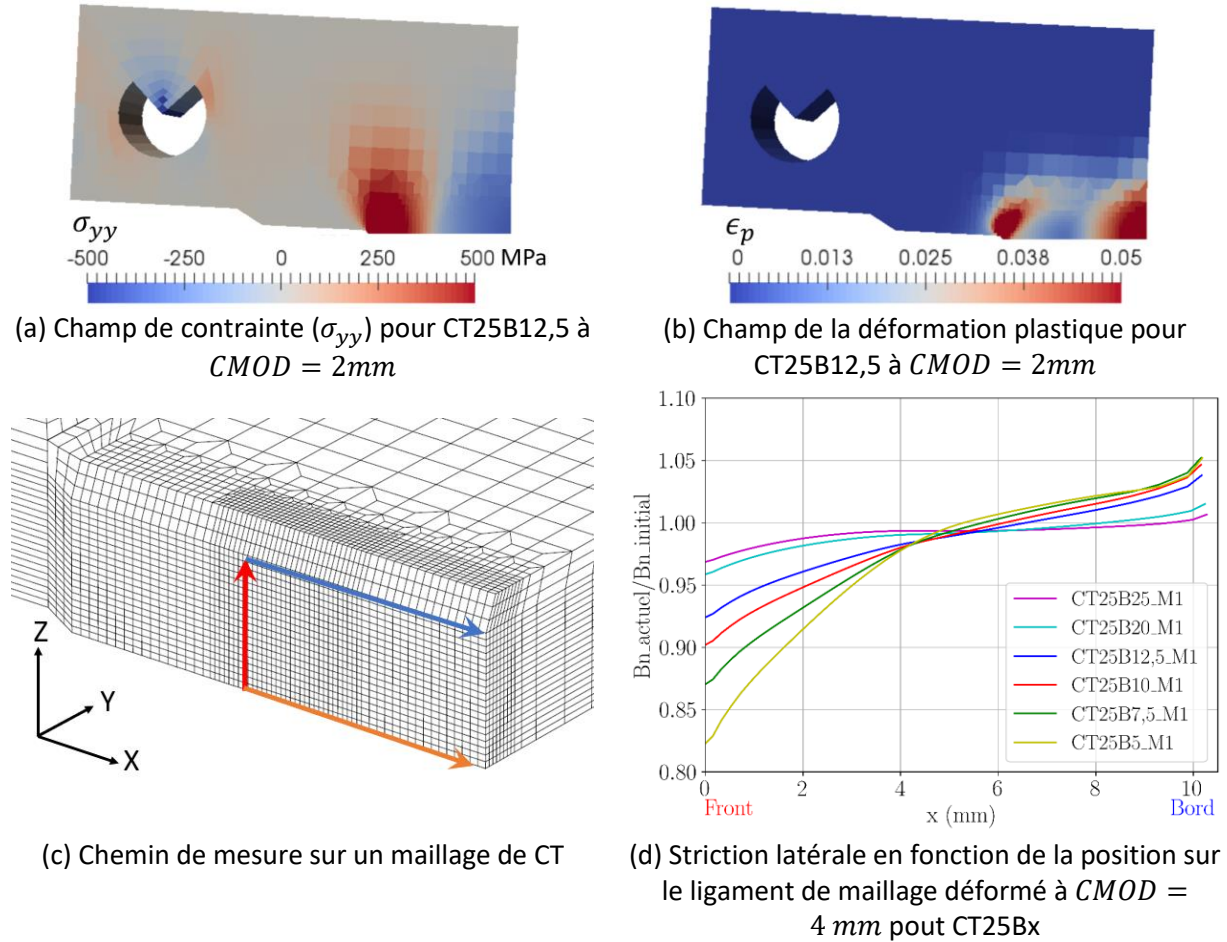 σ_yy
-500 -250 0 250 500 MPa
(a) Champ de contrainte (σ_yy) pour CT25B12,5 à
CMOD = 2mm
ϵ_p
0 0.013 0.025 0.038 0.05
(b) Champ de la déformation plastique pour
CT25B12,5 à CMOD = 2mm
Z
Y
X
(c) Chemin de mesure sur un maillage de CT
1.10
1.05
1.00
0.95
0.90
0.85
0.80
Bn_actuel/Bn_initial
CT25B25_M1
CT25B20_M1
CT25B12,5_M1
CT25B10_M1
CT25B7,5_M1
CT25B5_M1
0 2 4 6 8 10
Front x (mm) Bord
(d) Striction latérale en fonction de la position sur
le ligament de maillage déformé à CMOD =
4 mm pout CT25Bx